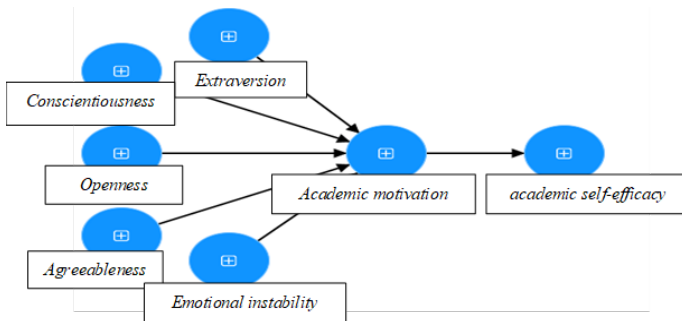 Extraversion
Conscientiousness
Openness
Academic motivation
academic self-efficacy
Agreeableness
Emotional instability